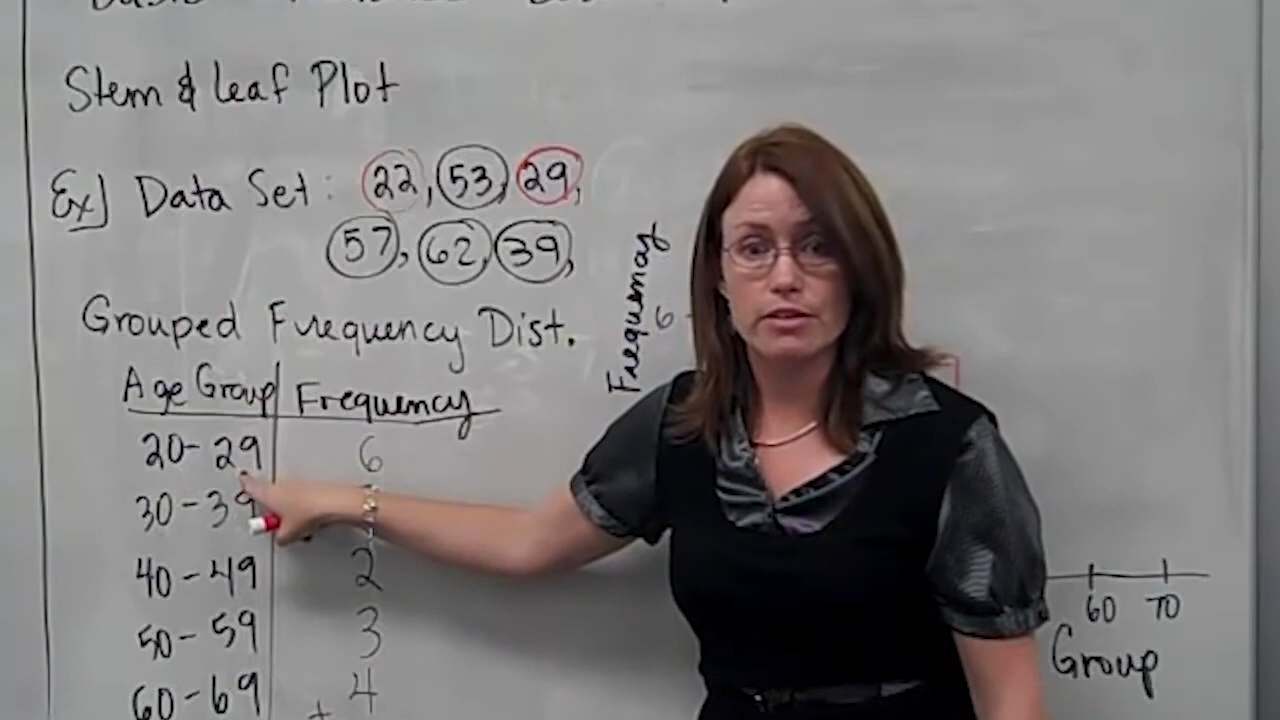 Stem & Leaf Plot
Ex] Data Set: 22, 53, 29,
57, 62, 39,
Grouped Frequency Dist.
Age Group Frequency
20-29 6
30-39
40-49 2
50-59 3
60-69 4
Frequency
6
60 70
Group